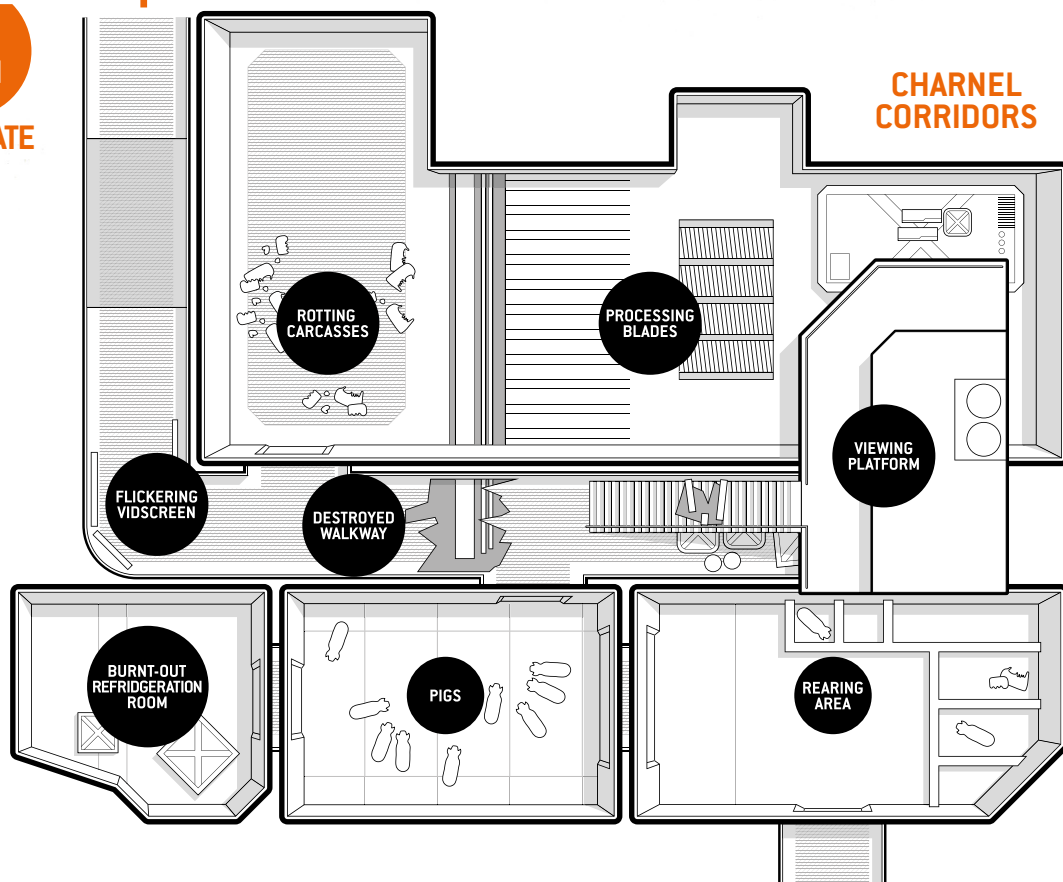 CHARNEL
CORRIDORS
ATE
ROTTING
CARCASSES
PROCESSING
BLADES
VIEWING
PLATFORM
FLICKERING
VIDSCREEN
DESTROYED
WALKWAY
BURNT-OUT
REFRIDGERATION
ROOM
PIGS
REARING
AREA